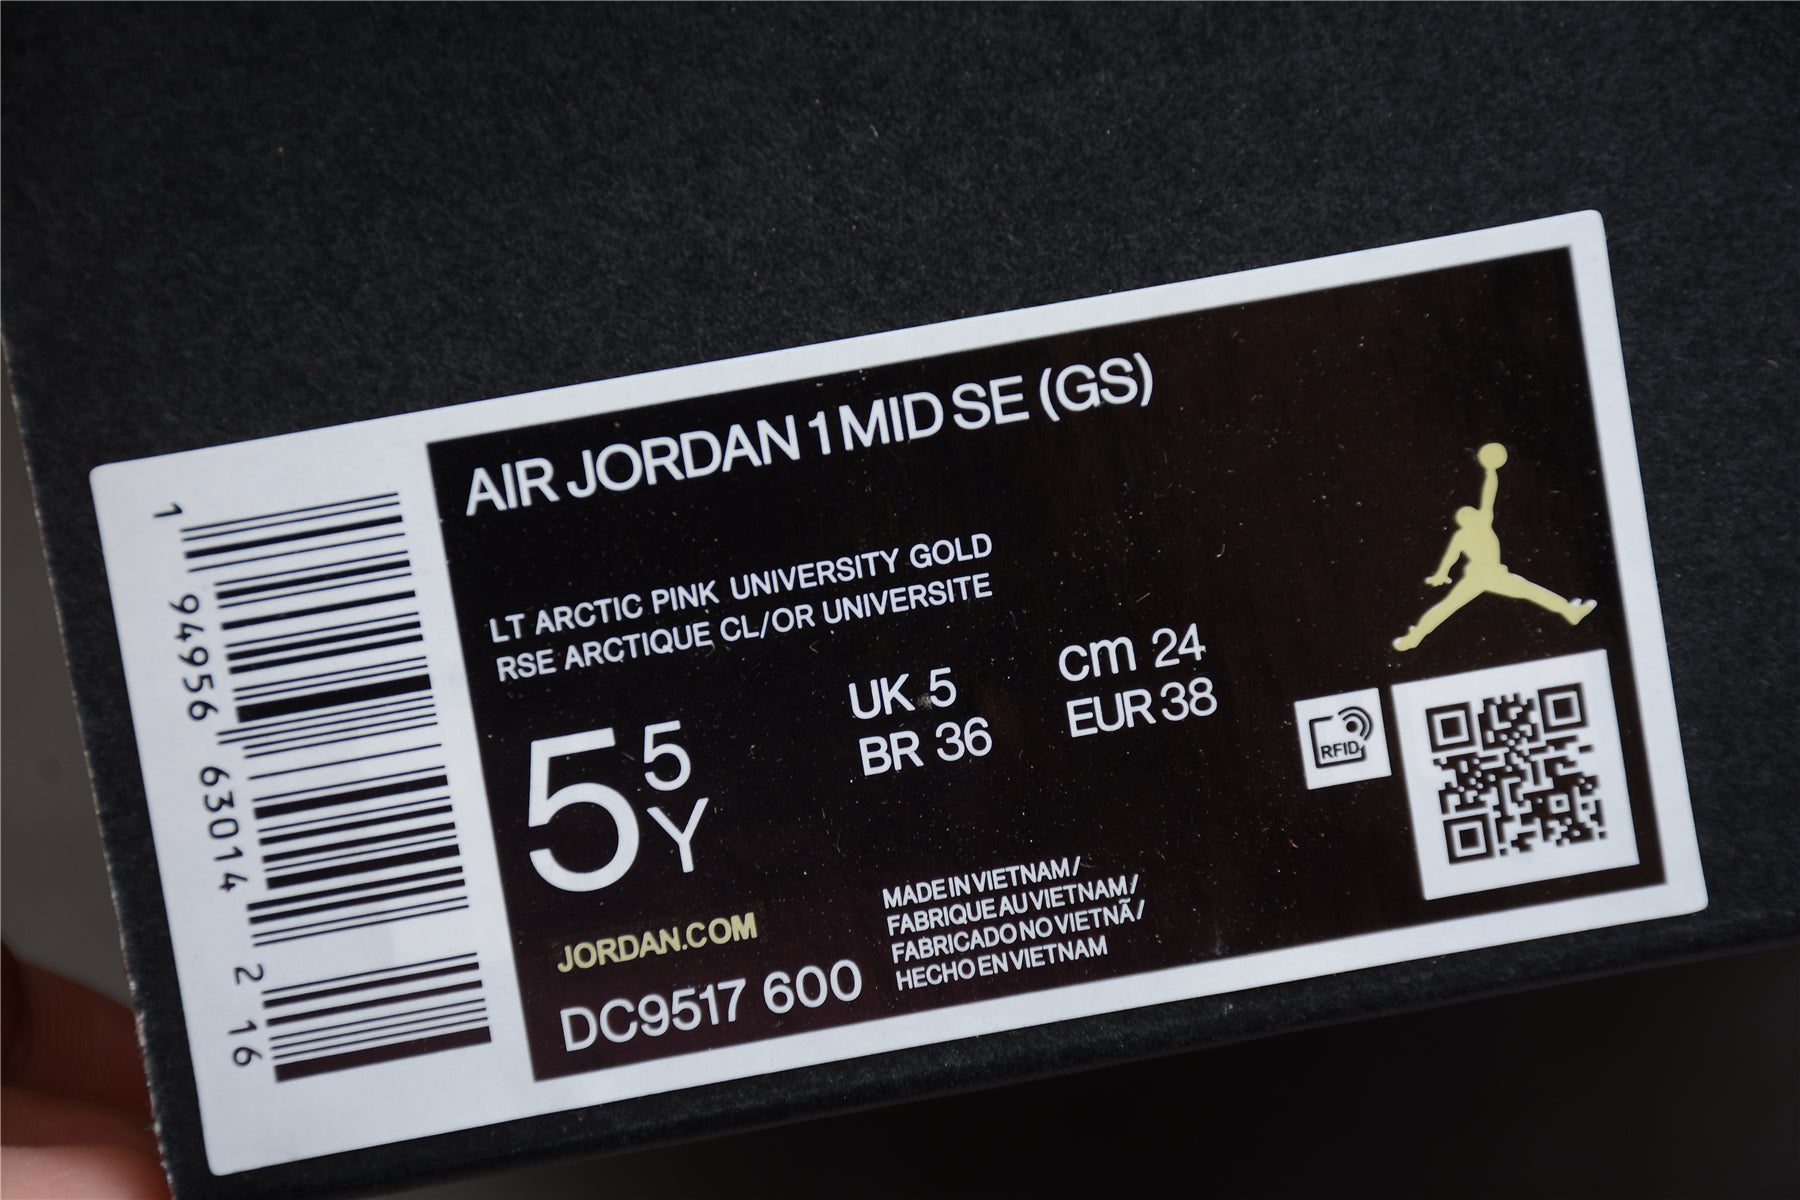 AIR JORDAN 1 MID SE (GS)
LT ARCTIC PINK UNIVERSITY GOLD
RSE ARCTIQUE CL/OR UNIVERSITE
5 5 Y
UK 5
BR 36
cm 24
EUR 38
RFID
JORDAN.COM
DC9517 600
MADE IN VIETNAM/
FABRIQUE AU VIETNAM/
FABRICADO NO VIETNÃ/
HECHO EN VIETNAM
1 94956 63014 2 16